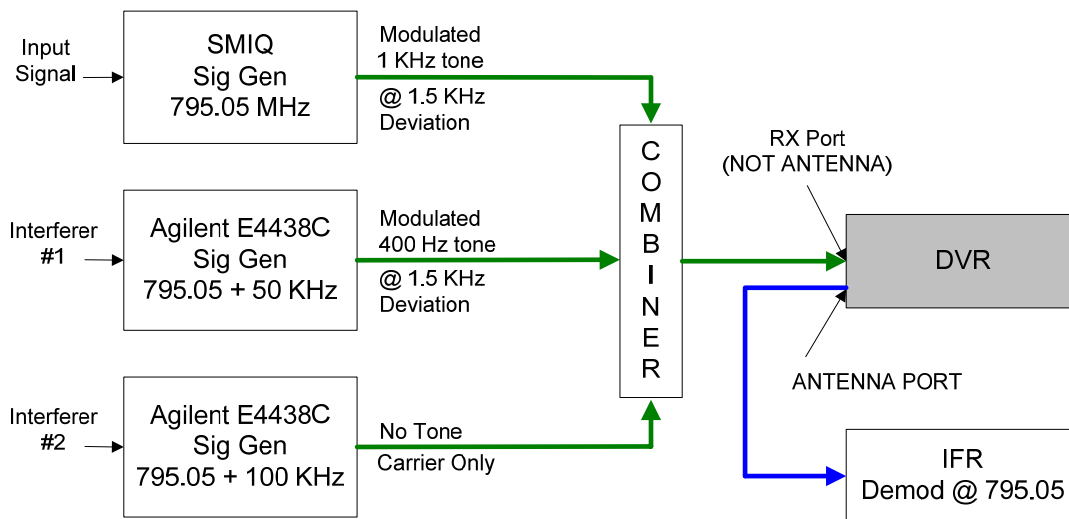 Input
Signal
SMIQ
Sig Gen
795.05 MHz
Modulated
1 KHz tone
@ 1.5 KHz
Deviation
Interferer
#1
Agilent E4438C
Sig Gen
795.05 + 50 KHz
Modulated
400 Hz tone
@ 1.5 KHz
Deviation
Interferer
#2
Agilent E4438C
Sig Gen
795.05 + 100 KHz
No Tone
Carrier Only
C
O
M
B
I
N
E
R
RX Port
(NOT ANTENNA)
DVR
ANTENNA PORT
IFR
Demod @ 795.05